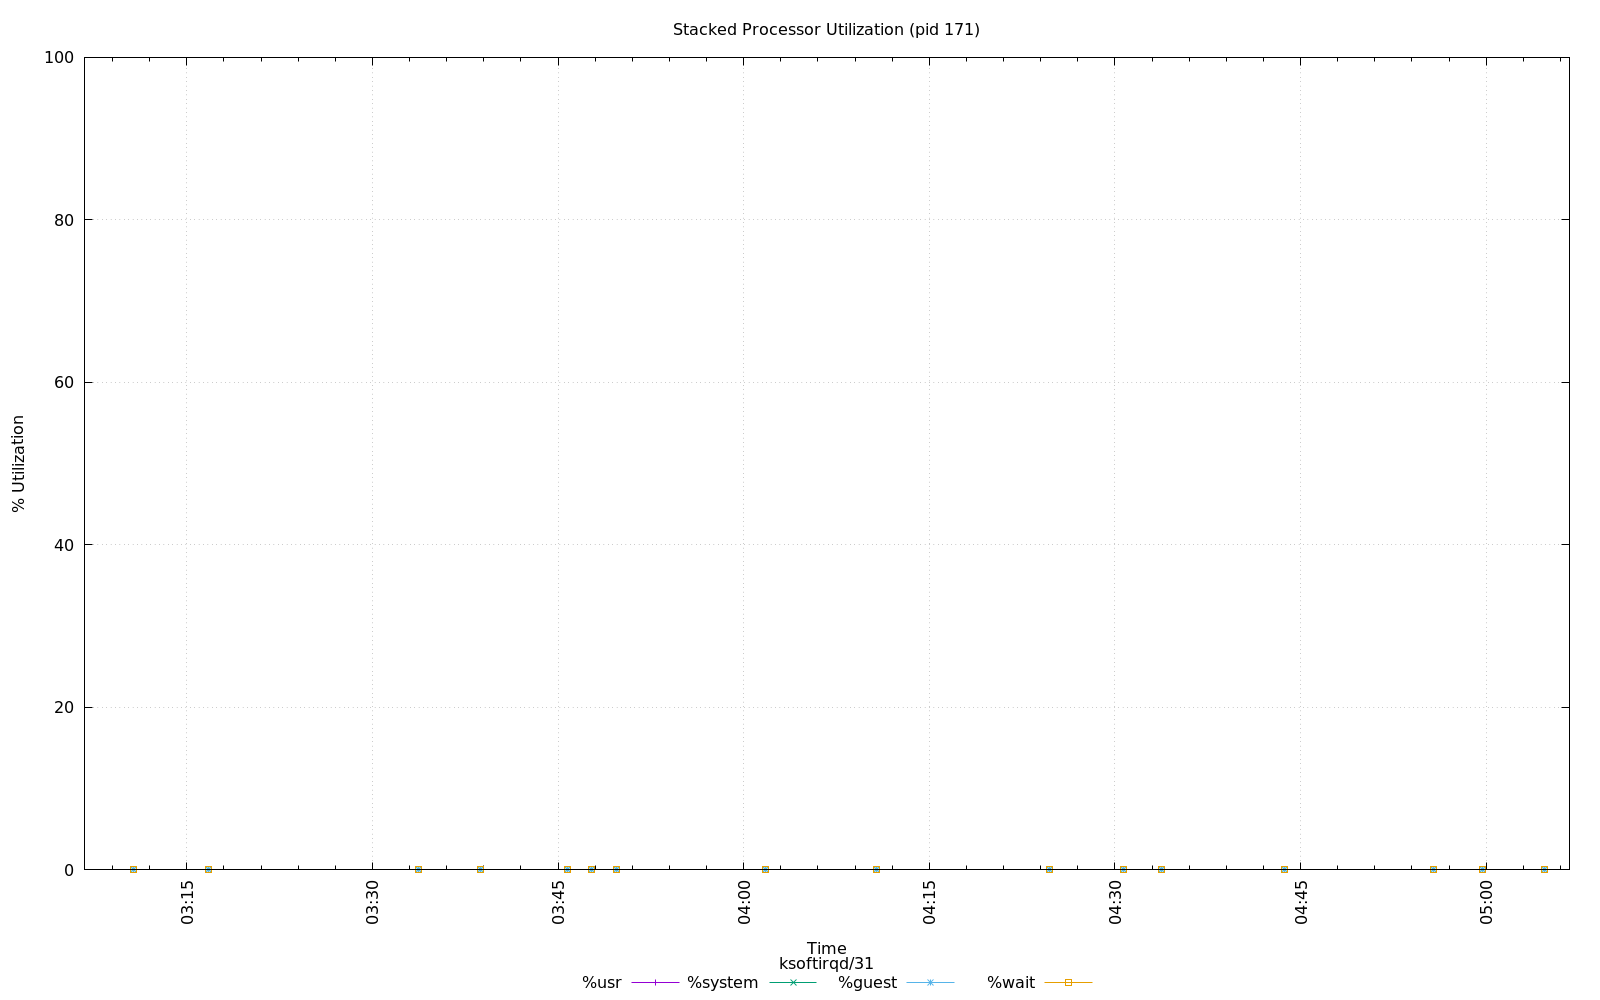 Stacked Processor Utilization (pid 171)
100
80
60
40
20
0
% Utilization
03:15
03:30
03:45
04:00
04:15
04:30
04:45
05:00
Time
ksoftirqd/31
%usr %system %guest %wait